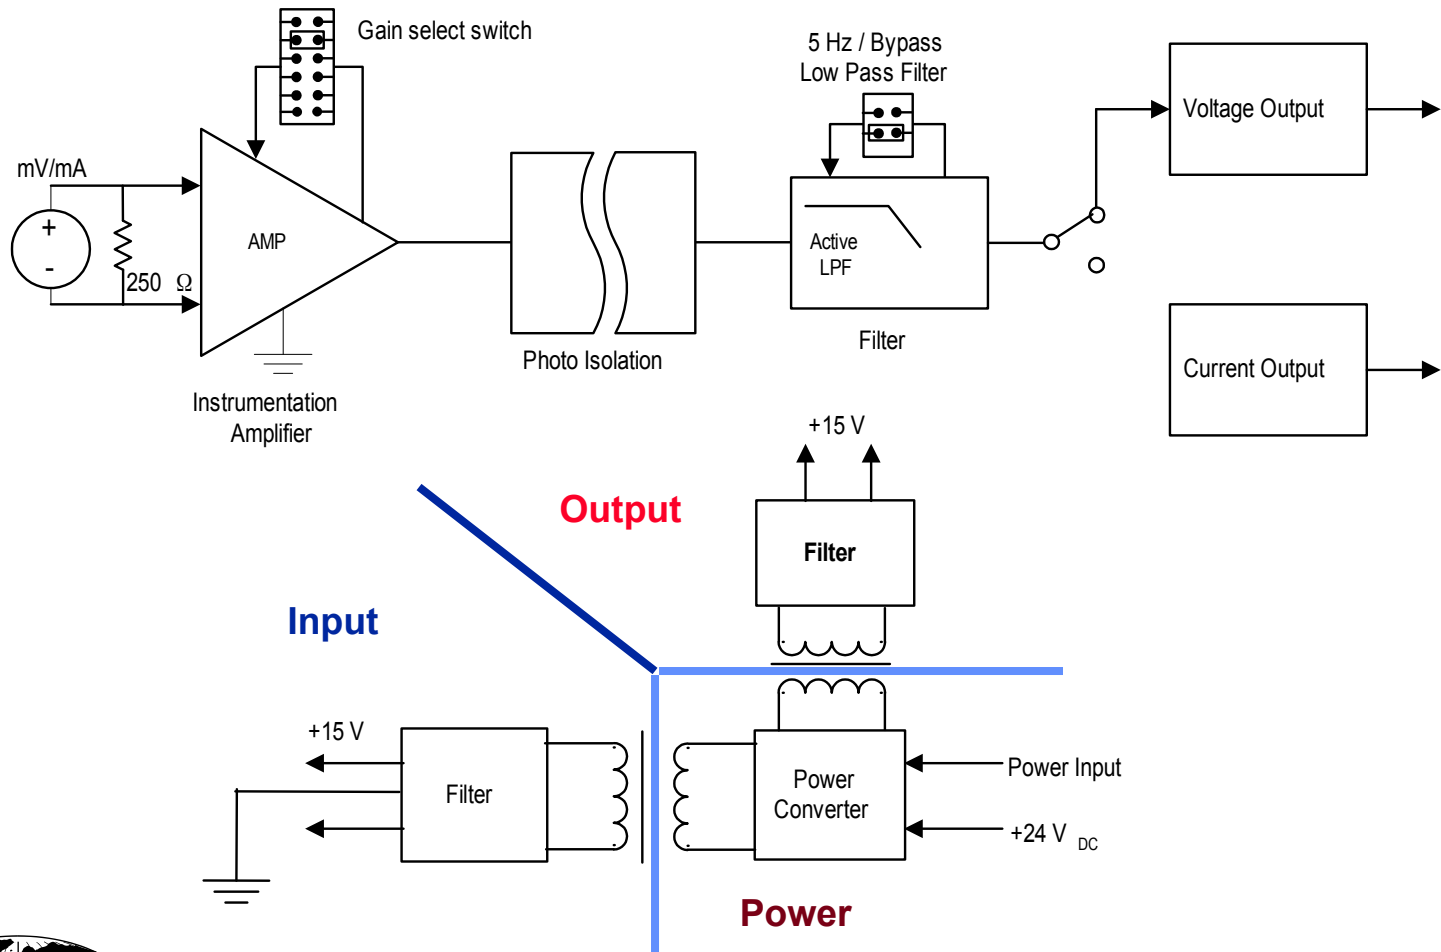 Gain select switch
5 Hz / Bypass
Low Pass Filter
Voltage Output
mV/mA
+
-
250 Ω
AMP
Active
LPF
Filter
Photo Isolation
Current Output
Instrumentation
Amplifier
+15 V
Output
Filter
Input
+15 V
Filter
Power
Converter
Power Input
+24 V DC
Power